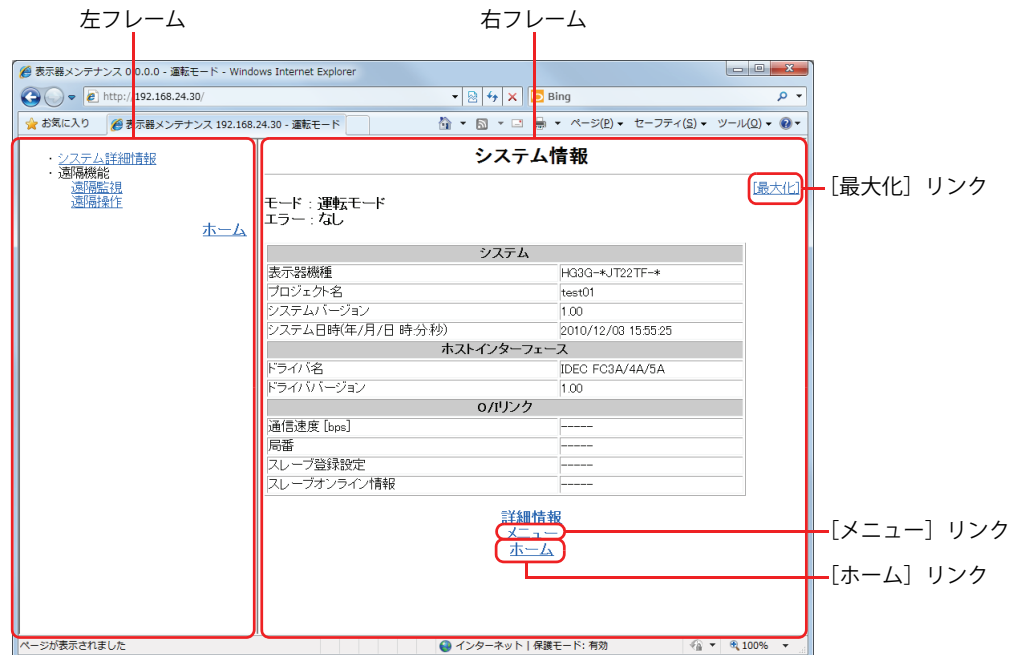 左フレーム
右フレーム
表示器メンテナンス 0.0.0.0 - 運転モード - Windows Internet Explorer
http://192.168.24.30/
Bing
お気に入り
表示器メンテナンス 192.168.24.30 - 運転モード
ページ(P)
セーフティ(S)
ツール(O)
・システム詳細情報
・遠隔機能
遠隔監視
遠隔操作
ホーム
システム情報
[最大化]
[最大化] リンク
モード : 運転モード
エラー : なし
システム
表示器機種 HG3G-*JT22TF-*
プロジェクト名 test01
システムバージョン 1.00
システム日時(年/月/日 時:分:秒) 2010/12/03 15:55:25
ホストインターフェース
ドライバ名 IDEC FC3A/4A/5A
ドライババージョン 1.00
O/Iリンク
通信速度 [bps] -----
局番 -----
スレーブ登録設定 -----
スレーブオンライン情報 -----
詳細情報
メニュー
[メニュー] リンク
ホーム
[ホーム] リンク
ページが表示されました
インターネット | 保護モード: 有効
100%